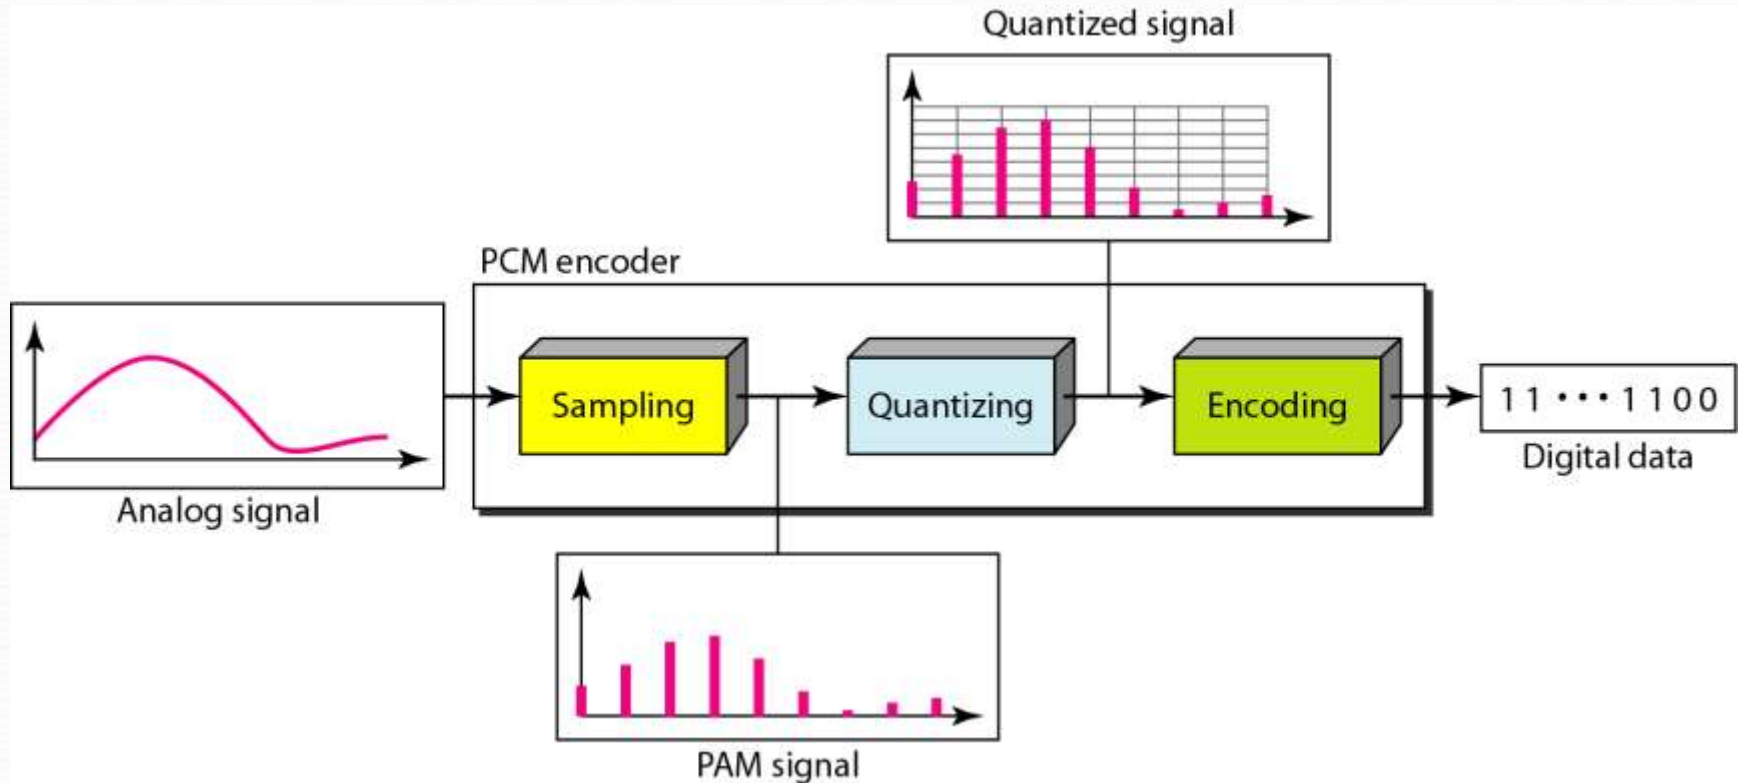 Quantized signal
PCM encoder
Sampling
Quantizing
Encoding
11···1100
Digital data
Analog signal
PAM signal